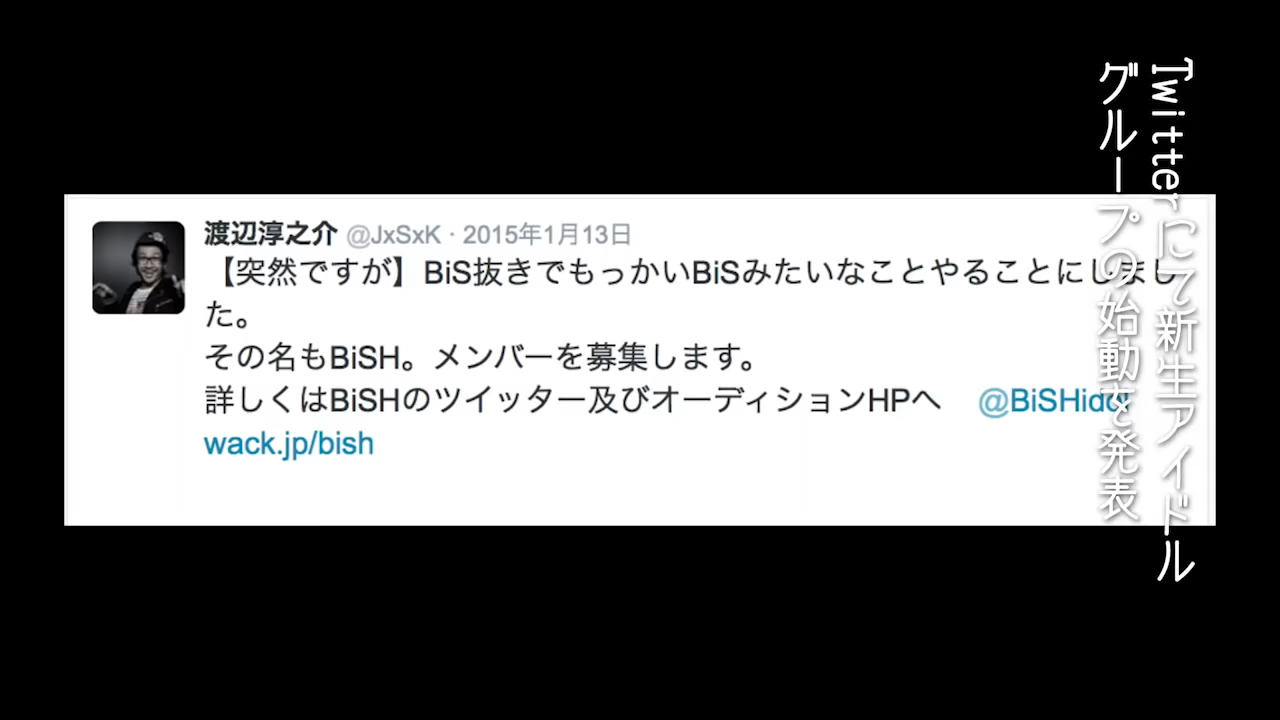 Twitterにて新生アイドル
グループの始動を発表
渡辺淳之介 @JxSxK · 2015年1月13日
【突然ですが】BiS抜きでもっかいBiSみたいなことやることにしまし
た。
その名もBiSH。メンバーを募集します。
詳しくはBiSHのツイッター及びオーディションHPへ @BiSHidol
wack.jp/bish